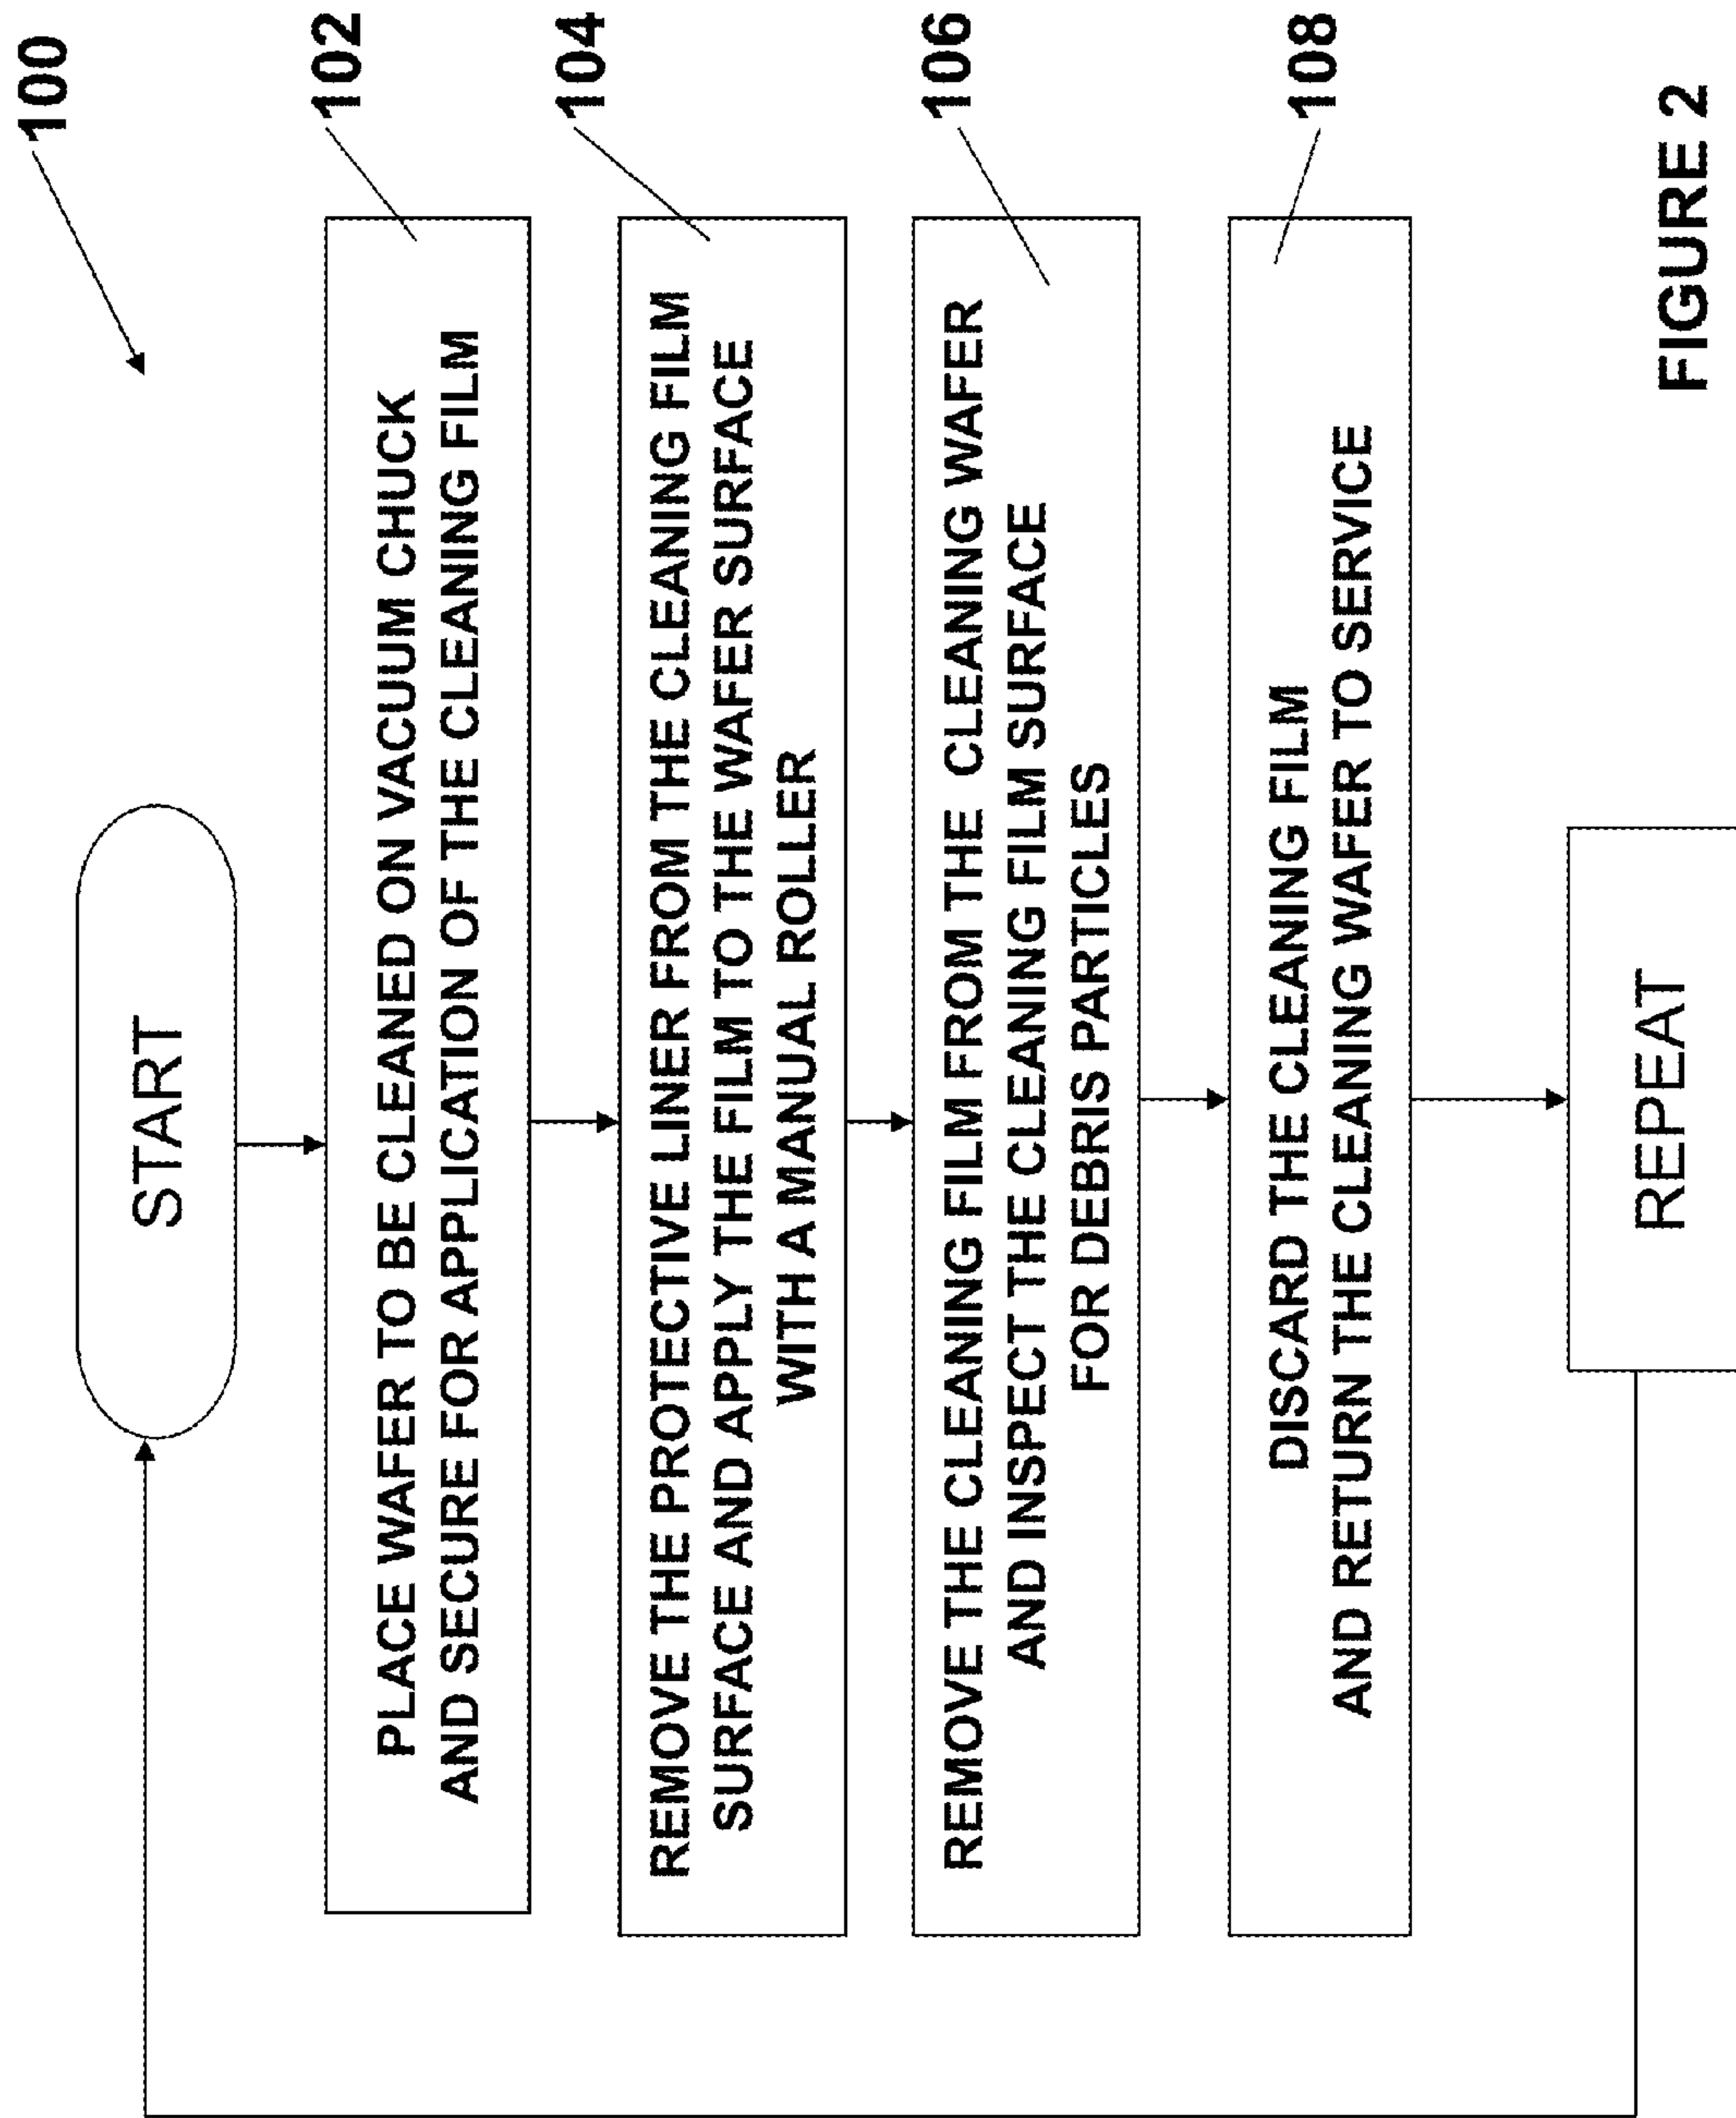 100
START
102
PLACE WAFER TO BE CLEANED ON VACUUM CHUCK
AND SECURE FOR APPLICATION OF THE CLEANING FILM
104
REMOVE THE PROTECTIVE LINER FROM THE CLEANING FILM
SURFACE AND APPLY THE FILM TO THE WAFER SURFACE
WITH A MANUAL ROLLER
106
REMOVE THE CLEANING FILM FROM THE CLEANING WAFER
AND INSPECT THE CLEANING FILM SURFACE
FOR DEBRIS PARTICLES
108
DISCARD THE CLEANING FILM
AND RETURN THE CLEANING WAFER TO SERVICE
REPEAT
FIGURE 2